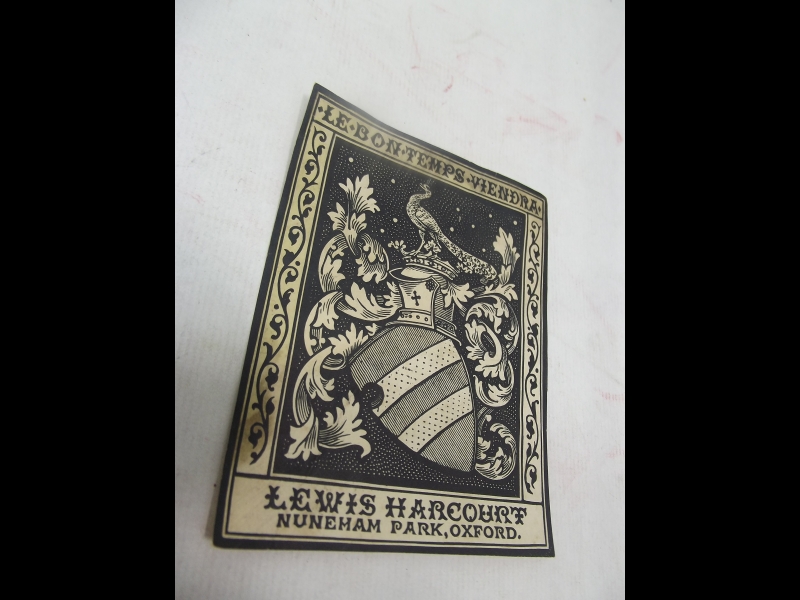 ·LE·BON·TEMPS·VIENDRA·
LEWIS HARCOURT
NUNEHAM PARK, OXFORD.